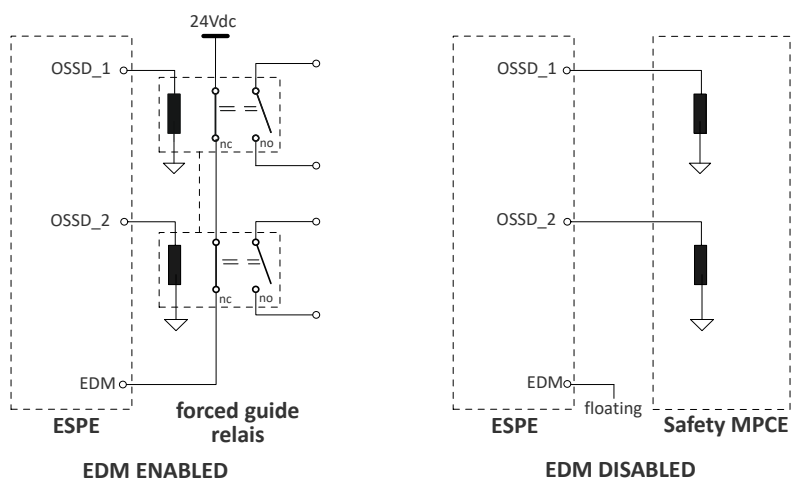 24Vdc
OSSD_1
nc
no
OSSD_2
nc
no
EDM
ESPE
forced guide
relais
EDM ENABLED
OSSD_1
OSSD_2
EDM
floating
ESPE
Safety MPCE
EDM DISABLED